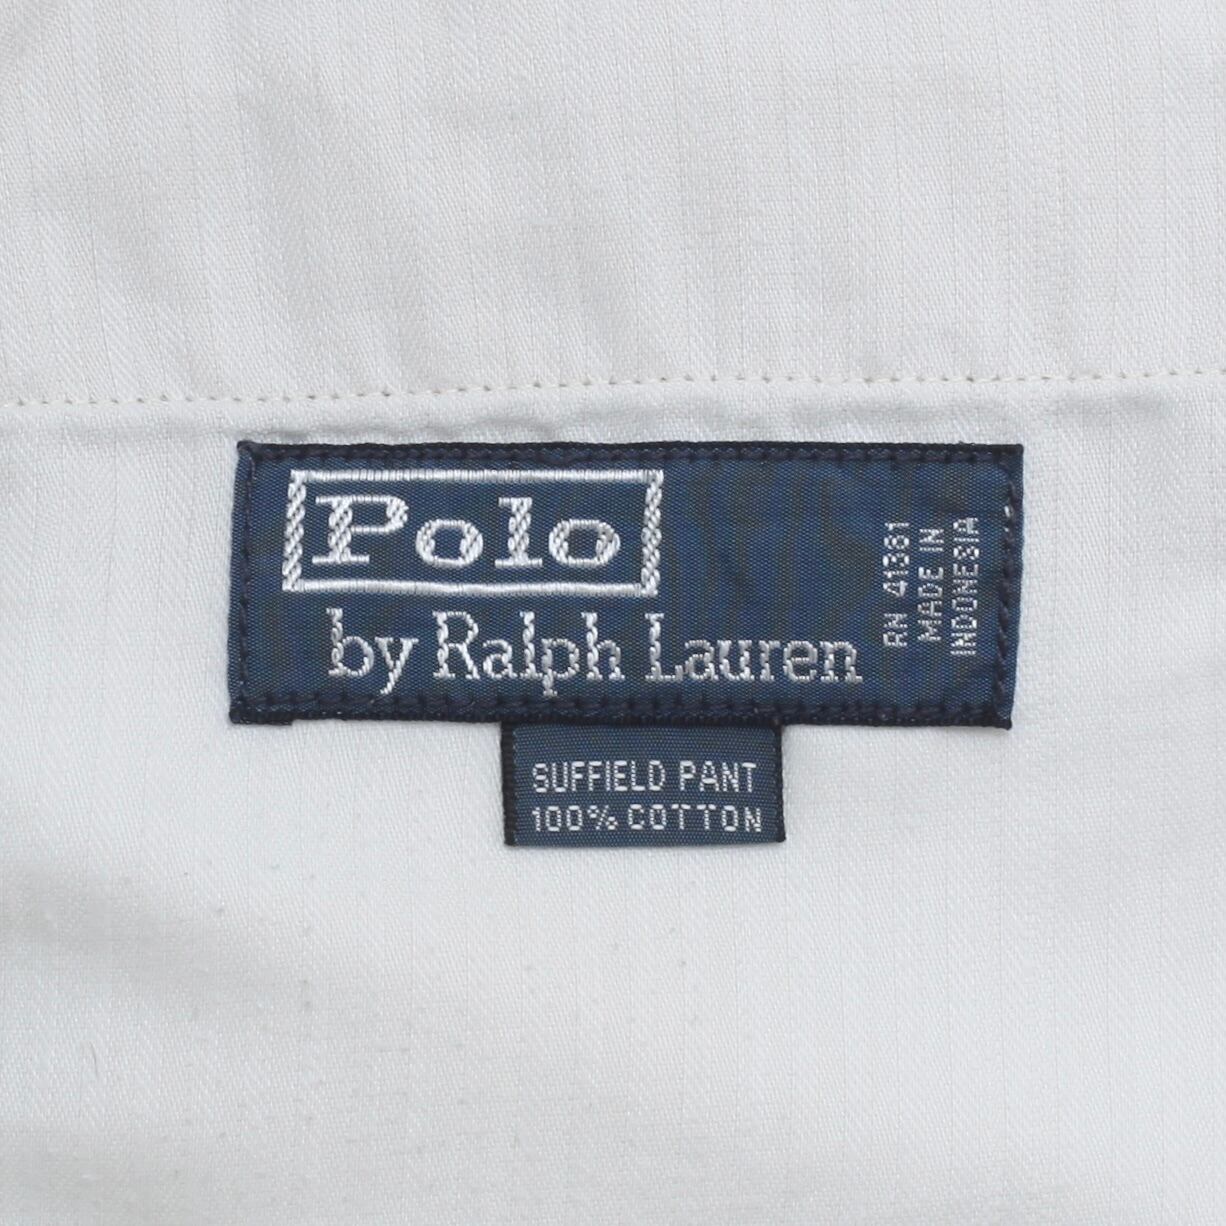 Polo
by Ralph Lauren
RN 41381
MADE IN
INDONESIA
SUFFIELD PANT
100% COTTON